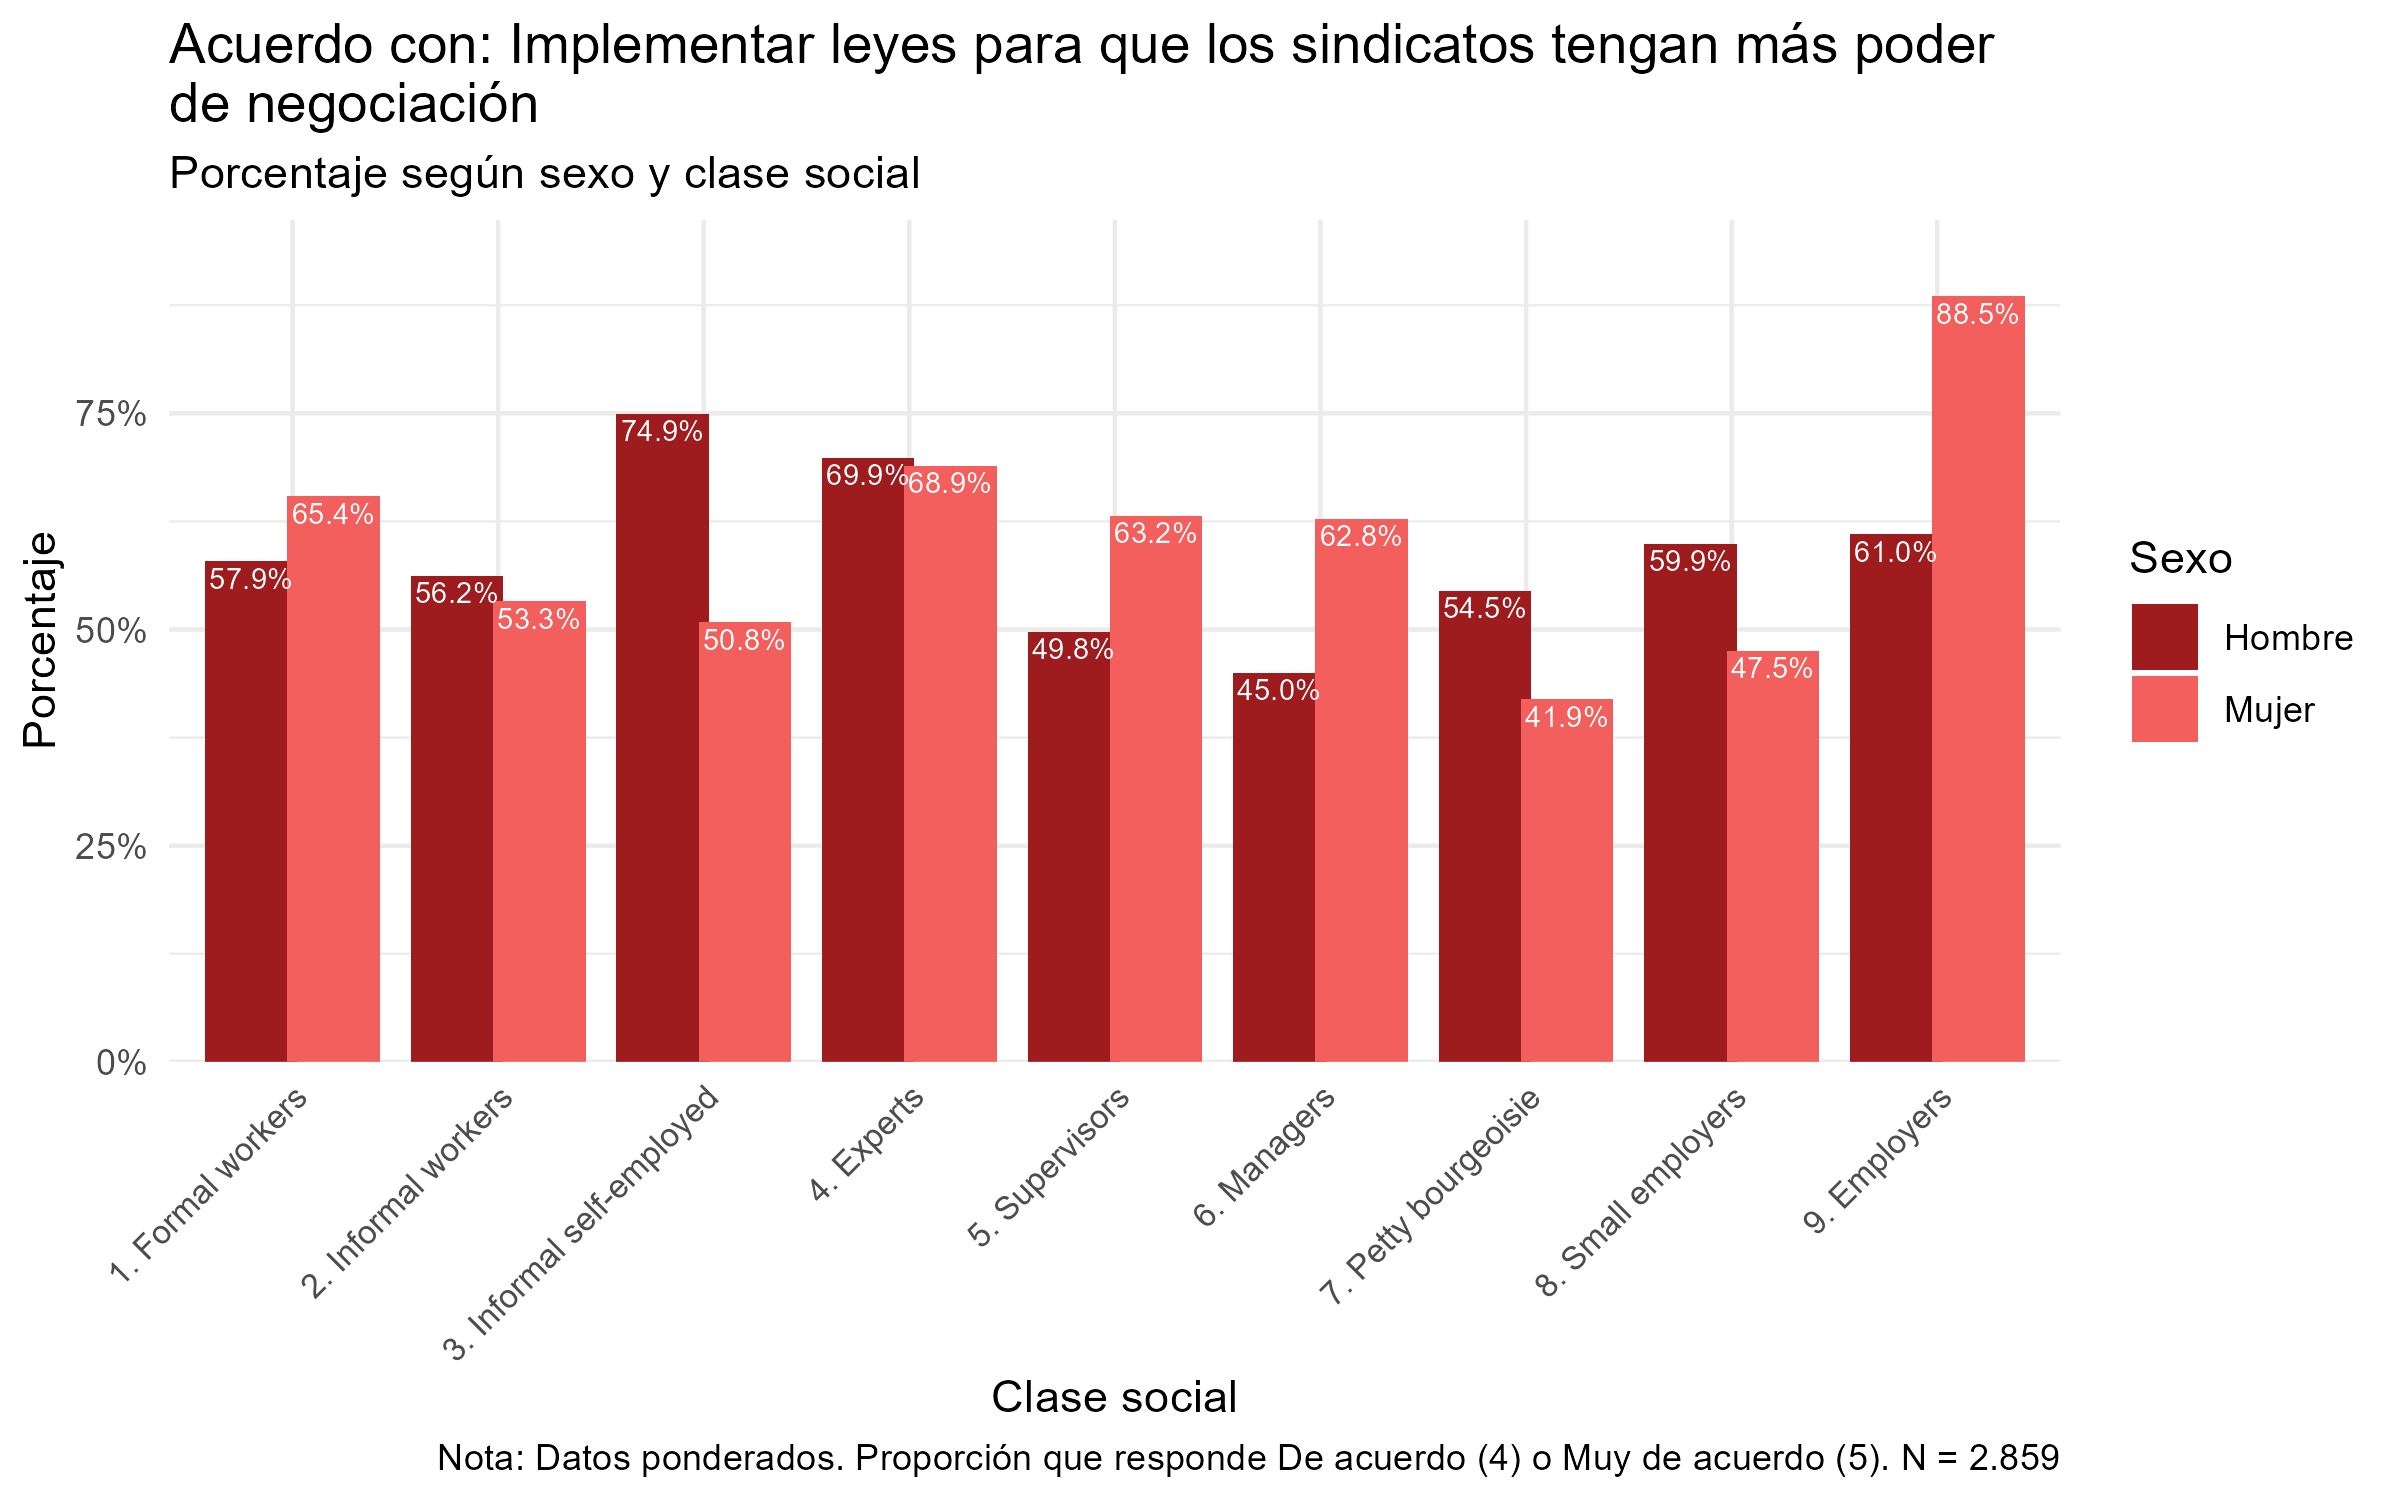 Acuerdo con: Implementar leyes para que los sindicatos tengan más poder
de negociación
Porcentaje según sexo y clase social
Porcentaje
75%
50%
25%
0%
57.9%
65.4%
56.2%
53.3%
74.9%
50.8%
69.9%
68.9%
49.8%
63.2%
45.0%
62.8%
54.5%
41.9%
59.9%
47.5%
61.0%
88.5%
Sexo
Hombre
Mujer
1. Formal workers
2. Informal workers
3. Informal self-employed
4. Experts
5. Supervisors
6. Managers
7. Petty bourgeoisie
8. Small employers
9. Employers
Clase social
Nota: Datos ponderados. Proporción que responde De acuerdo (4) o Muy de acuerdo (5). N = 2.859